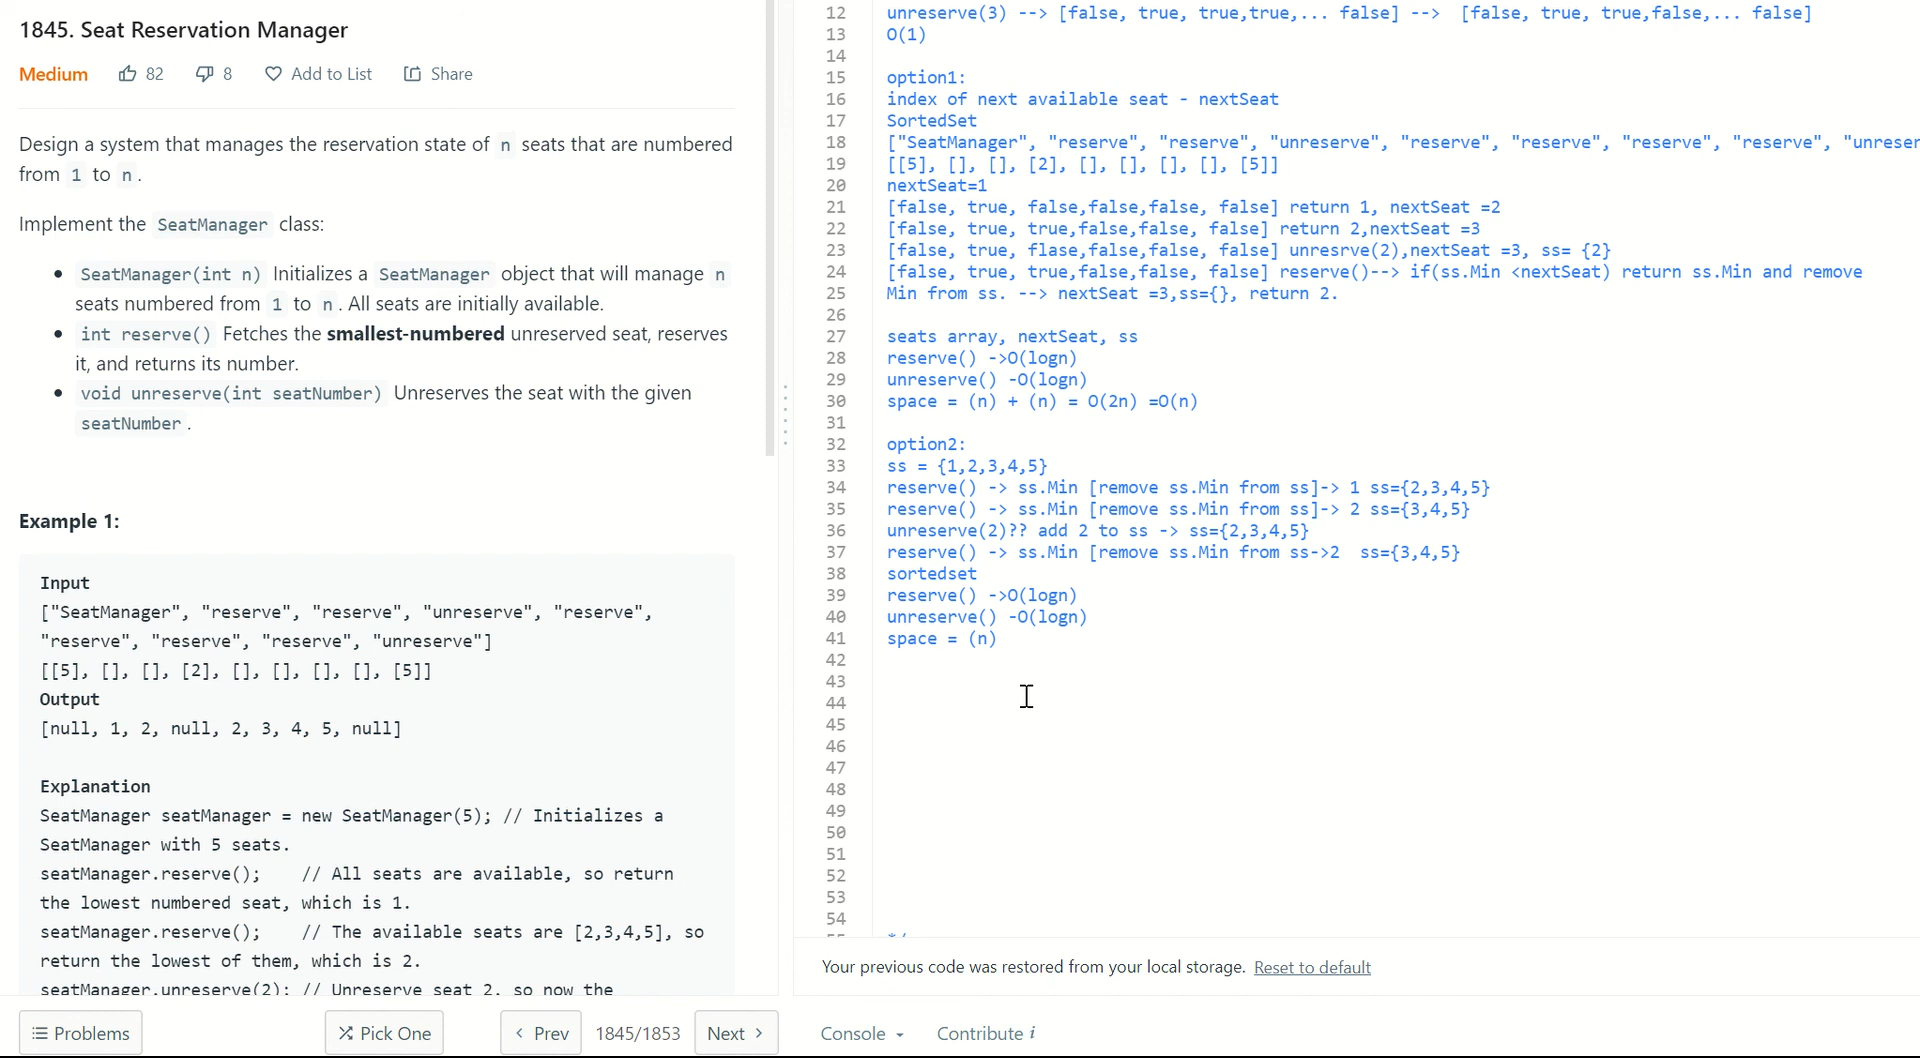 1845. Seat Reservation Manager
Medium 82 8 Add to List Share
Design a system that manages the reservation state of n seats that are numbered
from 1 to n.
Implement the SeatManager class:
• SeatManager(int n) Initializes a SeatManager object that will manage n
seats numbered from 1 to n. All seats are initially available.
• int reserve() Fetches the smallest-numbered unreserved seat, reserves
it, and returns its number.
• void unreserve(int seatNumber) Unreserves the seat with the given
seatNumber.
Example 1:
Input
["SeatManager", "reserve", "reserve", "unreserve", "reserve",
"reserve", "reserve", "reserve", "unreserve"]
[[5], [], [], [2], [], [], [], [], [5]]
Output
[null, 1, 2, null, 2, 3, 4, 5, null]
Explanation
SeatManager seatManager = new SeatManager(5); // Initializes a
SeatManager with 5 seats.
seatManager.reserve();    // All seats are available, so return
the lowest numbered seat, which is 1.
seatManager.reserve();    // The available seats are [2,3,4,5], so
return the lowest of them, which is 2.
seatManager.unreserve(2); // Unreserve seat 2, so now the
Problems Pick One < Prev 1845/1853 Next >
12 unreserve(3) --> [false, true, true,true,... false] -->  [false, true, true,false,... false]
13 O(1)
14
15 option1:
16 index of next available seat - nextSeat
17 SortedSet
18 ["SeatManager", "reserve", "reserve", "unreserve", "reserve", "reserve", "reserve", "reserve", "unreser
19 [[5], [], [], [2], [], [], [], [], [5]]
20 nextSeat=1
21 [false, true, false,false,false, false] return 1, nextSeat =2
22 [false, true, true,false,false, false] return 2,nextSeat =3
23 [false, true, flase,false,false, false] unresrve(2),nextSeat =3, ss= {2}
24 [false, true, true,false,false, false] reserve()--> if(ss.Min <nextSeat) return ss.Min and remove
25 Min from ss. --> nextSeat =3,ss={}, return 2.
26
27 seats array, nextSeat, ss
28 reserve() ->O(logn)
29 unreserve() -O(logn)
30 space = (n) + (n) = O(2n) =O(n)
31
32 option2:
33 ss = {1,2,3,4,5}
34 reserve() -> ss.Min [remove ss.Min from ss]-> 1 ss={2,3,4,5}
35 reserve() -> ss.Min [remove ss.Min from ss]-> 2 ss={3,4,5}
36 unreserve(2)?? add 2 to ss -> ss={2,3,4,5}
37 reserve() -> ss.Min [remove ss.Min from ss->2  ss={3,4,5}
38 sortedset
39 reserve() ->O(logn)
40 unreserve() -O(logn)
41 space = (n)
42
43
44
45
46
47
48
49
50
51
52
53
54
Your previous code was restored from your local storage. Reset to default
Console Contribute i